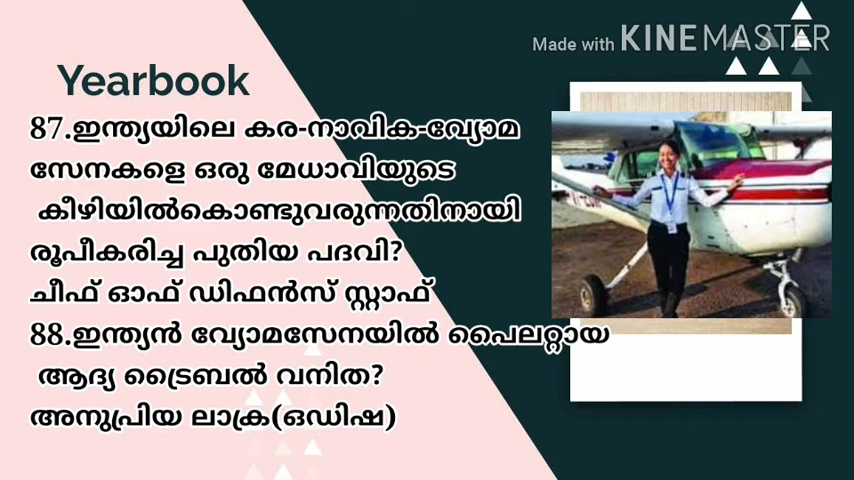 Made with KINEMASTER
Yearbook
87.ഇന്ത്യയിലെ കര-നാവിക-വ്യോമ
സേനകളെ ഒരു മേധാവിയുടെ
കീഴിയിൽകൊണ്ടുവരുന്നതിനായി
രൂപീകരിച്ച പുതിയ പദവി?
ചീഫ് ഓഫ് ഡിഫൻസ് സ്റ്റാഫ്
88.ഇന്ത്യൻ വ്യോമസേനയിൽ പൈലറ്റായ
ആദ്യ ട്രൈബൽ വനിത?
അനുപ്രിയ ലാക്ര(ഒഡിഷ)